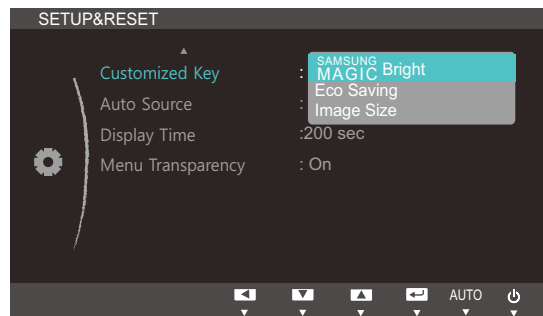 SETUP&RESET
Customized Key : SAMSUNG MAGIC Bright
Eco Saving
Auto Source : Image Size
Display Time :200 sec
Menu Transparency : On
AUTO